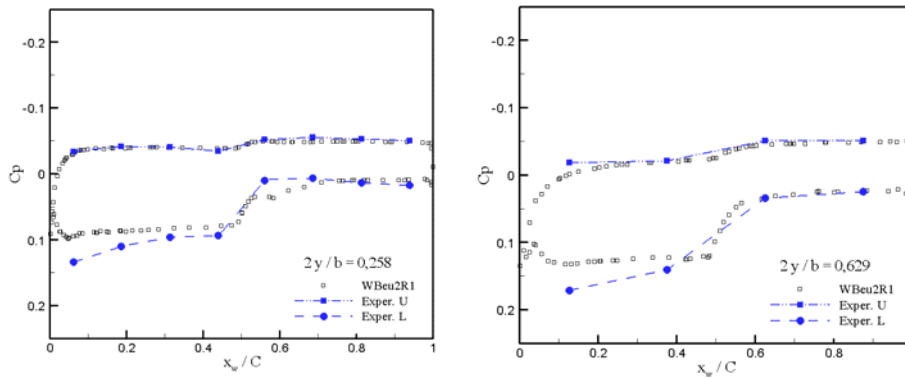 -0.2
-0.1
Cp
0
0.1
0.2
2 y / b = 0,258
WBeu2R1
Exper. U
Exper. L
0 0.2 0.4 0.6 0.8 1
x_w / C
-0.2
-0.1
Cp
0
0.1
0.2
2 y / b = 0,629
WBeu2R1
Exper. U
Exper. L
0 0.2 0.4 0.6 0.8
x_w / C